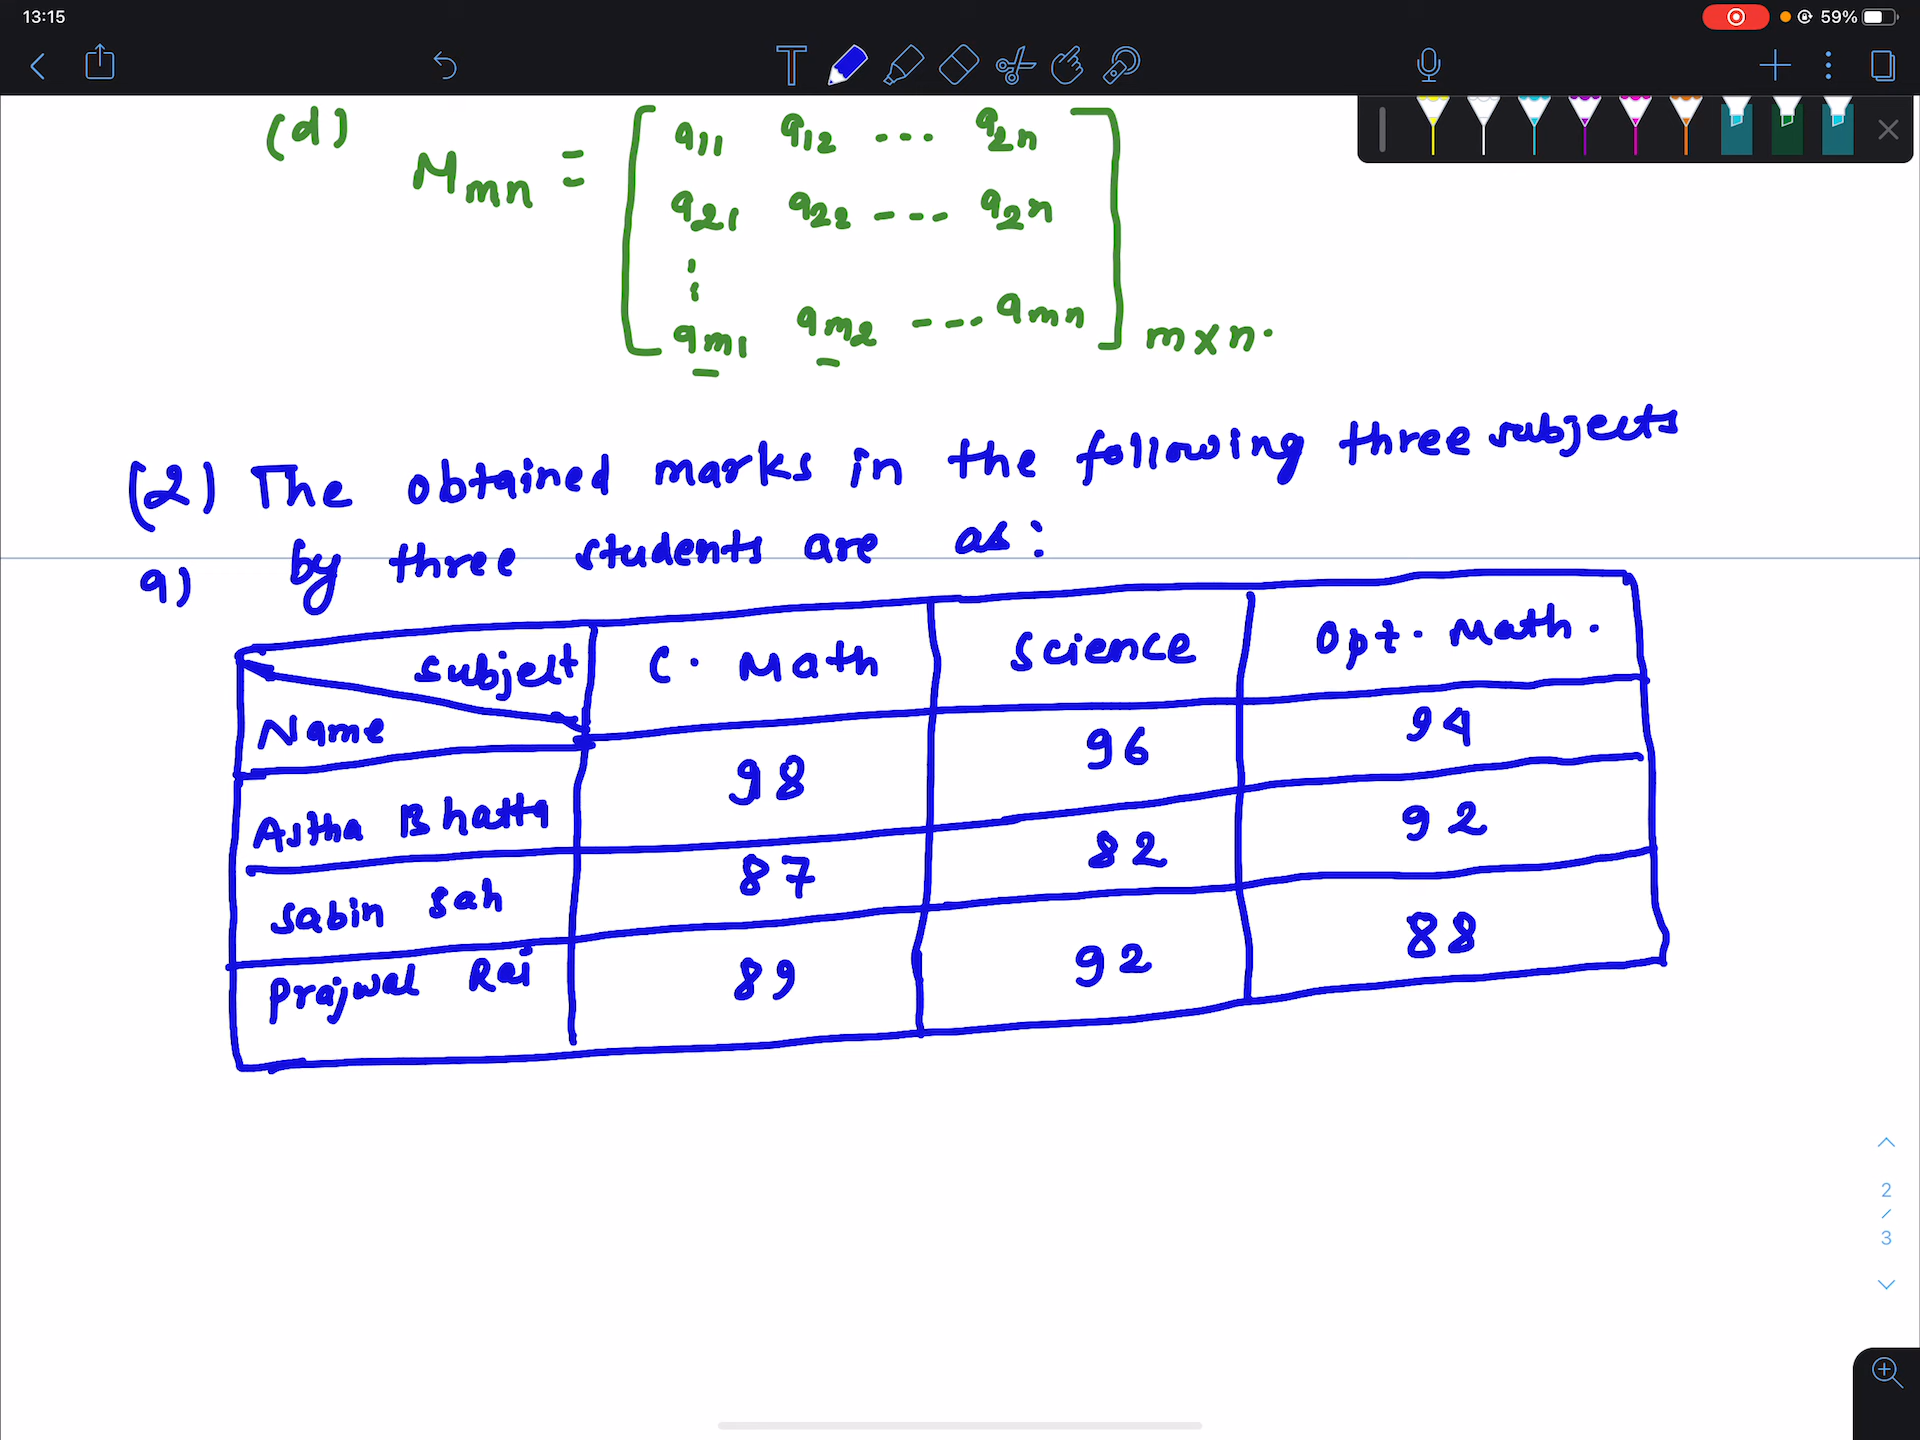 13:15
59%
T
(d)
Mmn = [ a11 a12 ... a2n
a21 a22 ---- a2n
⋮
am1 am2 ---- amn ] m×n.
(2) The obtained marks in the following three subjects
a) by three students are as:
Subject C. Math Science Opt. Math.
Name
Astha Bhatta 98 96 94
Sabin Sah 87 82 92
Prajwal Rai 89 92 88
2
/
3